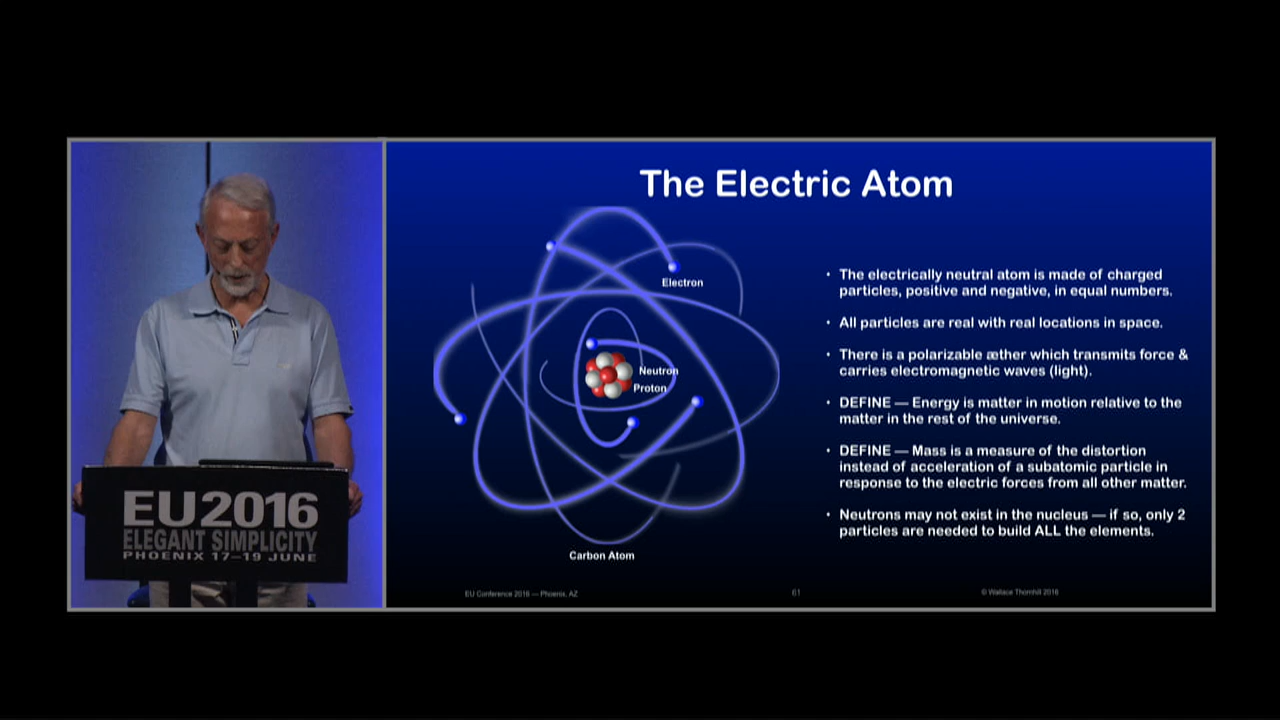 The Electric Atom
Electron
Neutron
Proton
Carbon Atom
• The electrically neutral atom is made of charged
particles, positive and negative, in equal numbers.
• All particles are real with real locations in space.
• There is a polarizable æther which transmits force &
carries electromagnetic waves (light).
• DEFINE — Energy is matter in motion relative to the
matter in the rest of the universe.
• DEFINE — Mass is a measure of the distortion
instead of acceleration of a subatomic particle in
response to the electric forces from all other matter.
• Neutrons may not exist in the nucleus — if so, only 2
particles are needed to build ALL the elements.
EU Conference 2016 — Phoenix, AZ
61
© Wallace Thornhill 2016
EU2016
ELEGANT SIMPLICITY
PHOENIX 17–19 JUNE